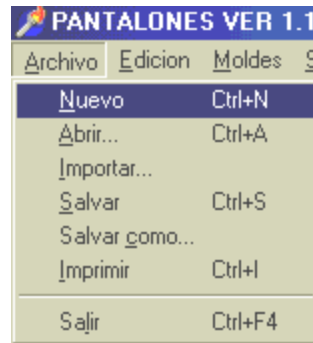 PANTALONES VER 1.1
Archivo Edicion Moldes
Nuevo Ctrl+N
Abrir... Ctrl+A
Importar...
Salvar Ctrl+S
Salvar como...
Imprimir Ctrl+I
Salir Ctrl+F4